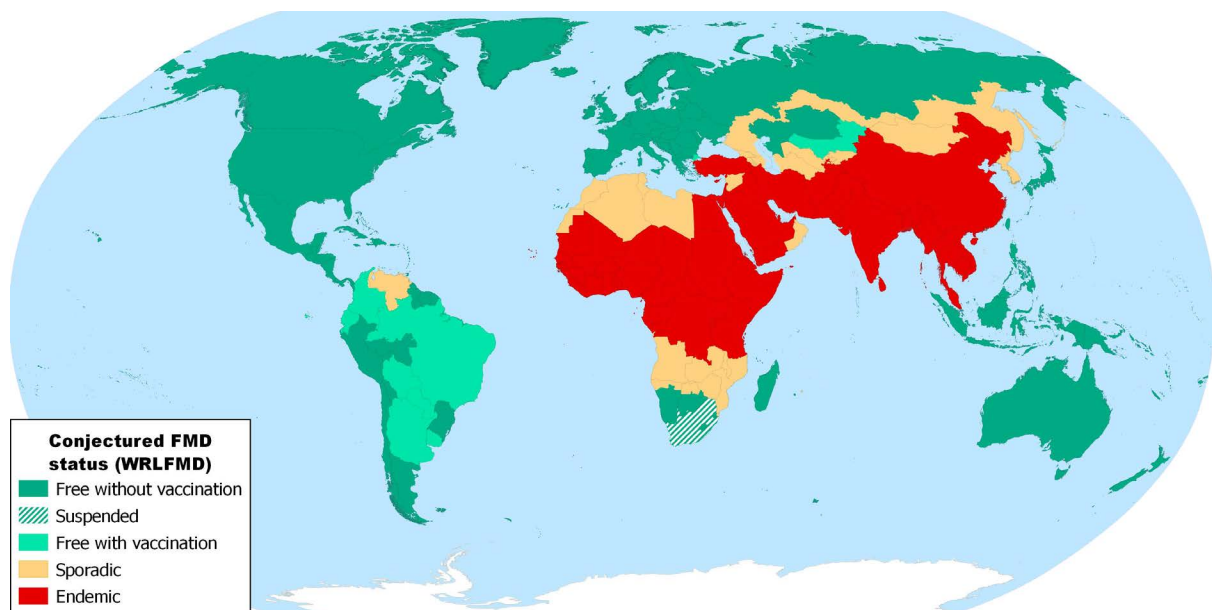 Conjectured FMD
status (WRLFMD)
Free without vaccination
Suspended
Free with vaccination
Sporadic
Endemic